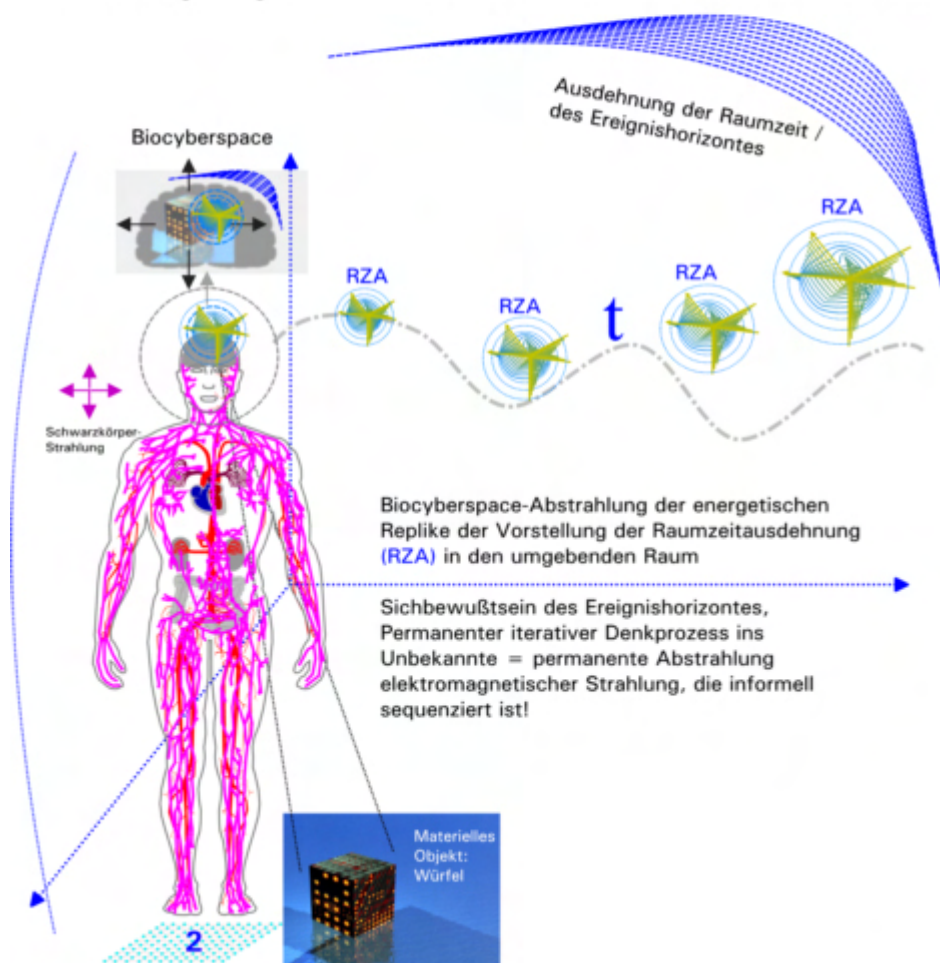 Ausdehnung der Raumzeit /
des Ereignishorizontes
Biocyberspace
RZA
RZA
RZA
RZA
t
Schwarzkörper-
Strahlung
Biocyberspace-Abstrahlung der energetischen
Replike der Vorstellung der Raumzeitausdehnung
(RZA) in den umgebenden Raum
Sichbewußtsein des Ereignishorizontes,
Permanenter iterativer Denkprozess ins
Unbekannte = permanente Abstrahlung
elektromagnetischer Strahlung, die informell
sequenziert ist!
Materielles
Objekt:
Würfel
2